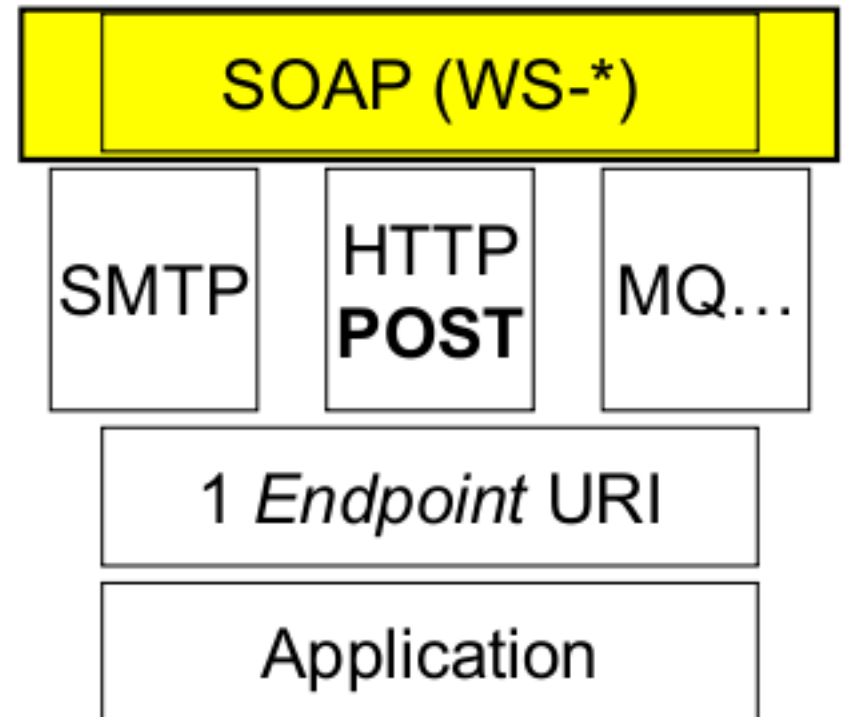 SOAP (WS-*)
SMTP
HTTP
POST
MQ...
1 Endpoint URI
Application